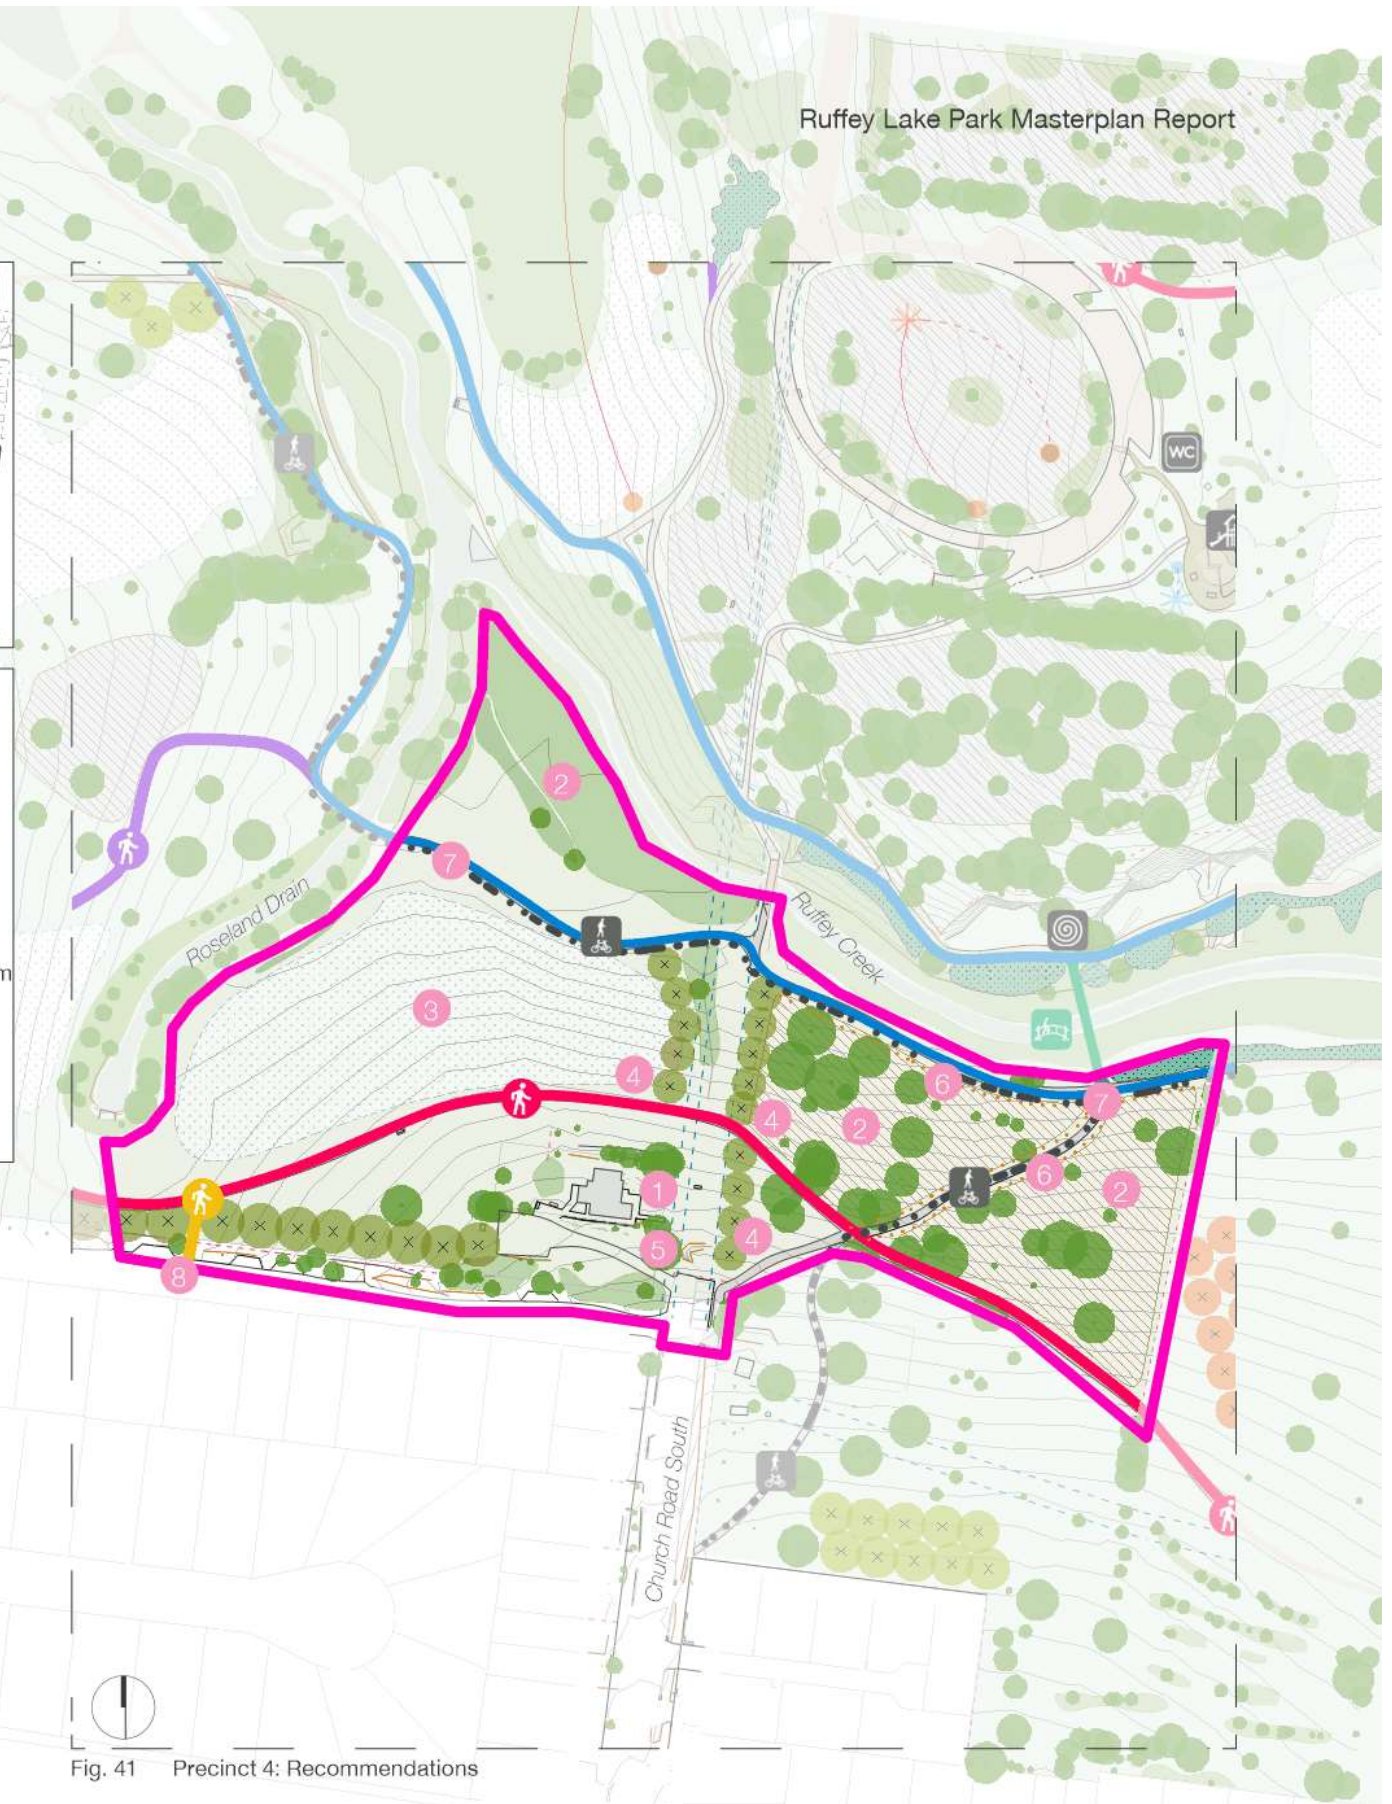 Ruffey Lake Park Masterplan Report
WC
2
7
Roseland Drain
Ruffey Creek
m
3
4
6
7
4
2
6
2
1
4
5
8
Church Road South
Fig. 41 Precinct 4: Recommendations